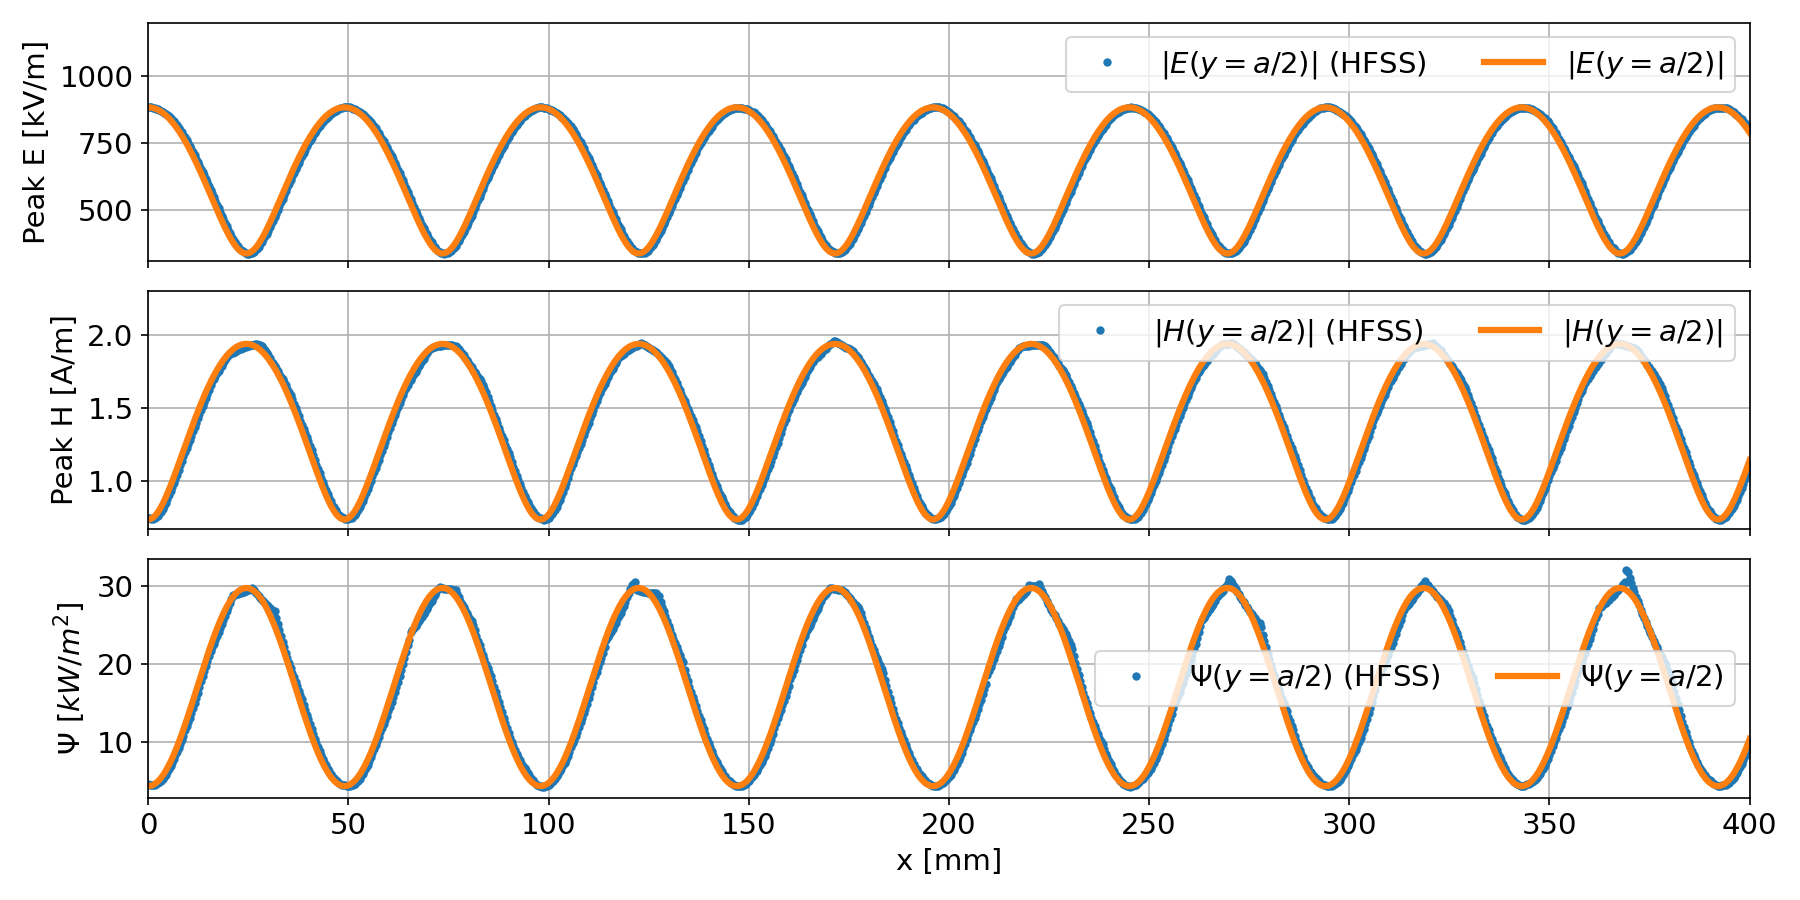 Peak E [kV/m]
1000
750
500
|E(y = a/2)| (HFSS) |E(y = a/2)|
Peak H [A/m]
2.0
1.5
1.0
|H(y = a/2)| (HFSS) |H(y = a/2)|
Ψ [kW/m²]
30
20
10
Ψ(y = a/2) (HFSS) Ψ(y = a/2)
0 50 100 150 200 250 300 350 400
x [mm]